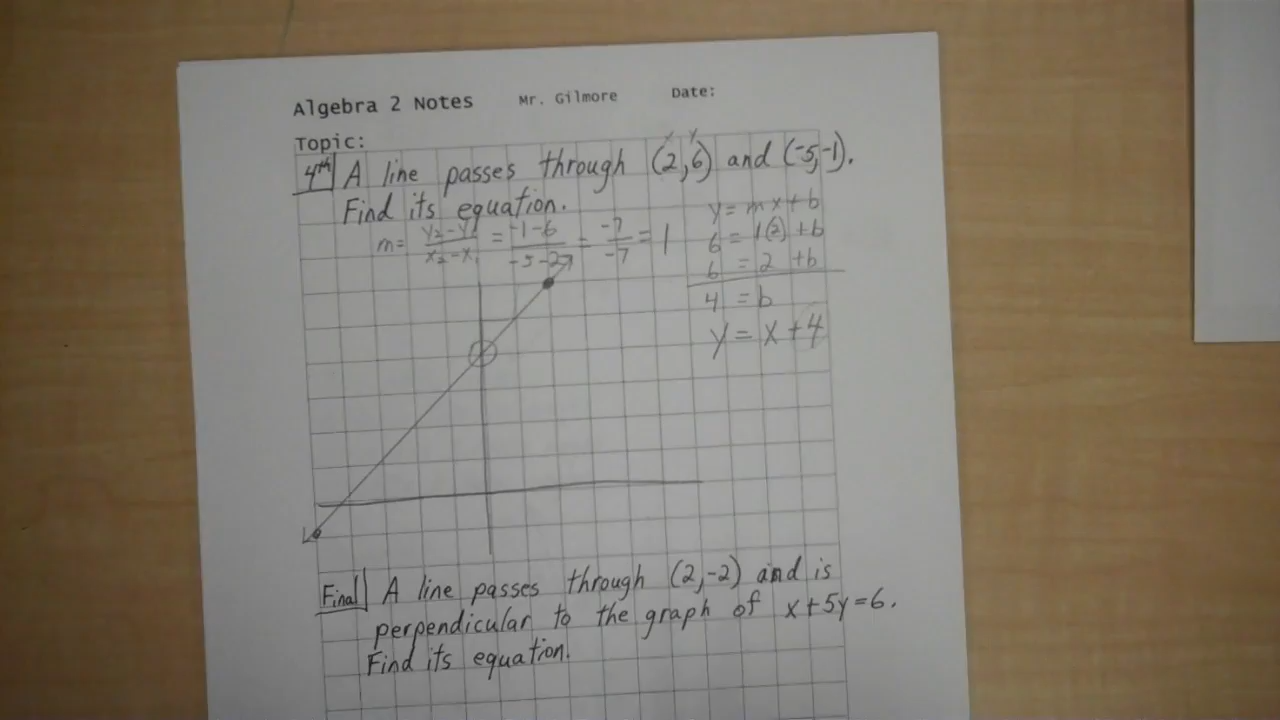 Algebra 2 Notes Mr. Gilmore Date:
Topic:
4th A line passes through (2,6) and (-5,-1).
x y
Find its equation.
m = y₂-y₁/x₂-x₁ = -1-6/-5-2 = -7/-7 = 1
y = mx + b
6 = 1(2) + b
6 = 2 + b
4 = b
y = x + 4
Final A line passes through (2,-2) and is
perpendicular to the graph of x+5y=6.
Find its equation.